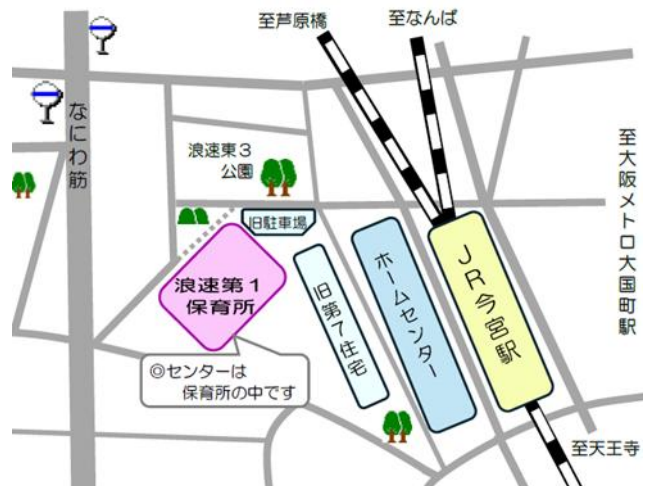 至芦原橋
至なんば
なにわ筋
浪速東3
公園
至大阪メトロ大国町駅
旧駐車場
浪速第1
保育所
旧第7住宅
ホームセンター
JR今宮駅
◎センターは
保育所の中です
至天王寺